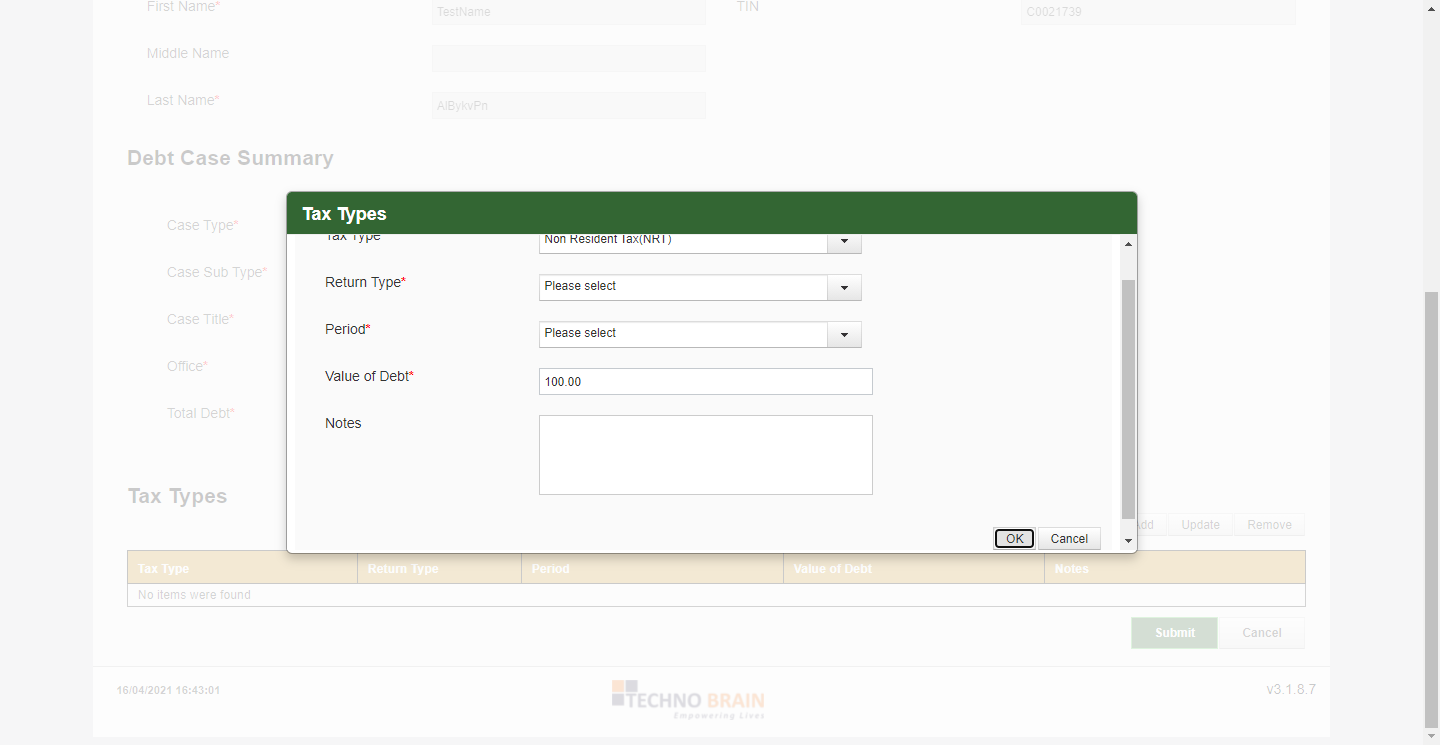 First Name* TestName TIN C0021739
Middle Name
Last Name* AlBykvPn
Debt Case Summary
Tax Types
Case Type*
Tax Type Non Resident Tax(NRT)
Case Sub Type*
Return Type* Please select
Case Title*
Period* Please select
Office*
Value of Debt* 100.00
Total Debt*
Notes
Tax Types
Add Update Remove
OK Cancel
Tax Type Return Type Period Value of Debt Notes
No items were found
Submit Cancel
16/04/2021 16:43:01 TECHNO BRAIN v3.1.8.7
Empowering Lives